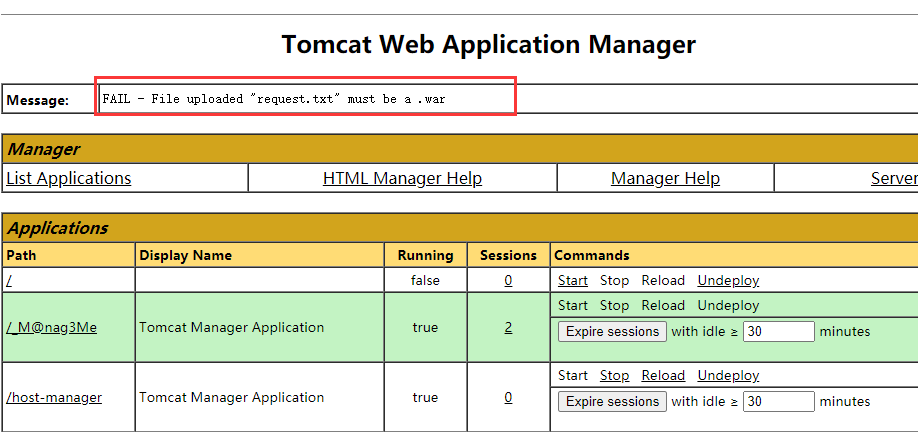 Tomcat Web Application Manager
Message: FAIL - File uploaded "request.txt" must be a .war
Manager
List Applications HTML Manager Help Manager Help Server
Applications
Path Display Name Running Sessions Commands
/ false 0 Start Stop Reload Undeploy
Start Stop Reload Undeploy
/_M@nag3Me Tomcat Manager Application true 2
Expire sessions with idle ≥ 30 minutes
Start Stop Reload Undeploy
/host-manager Tomcat Manager Application true 0
Expire sessions with idle ≥ 30 minutes